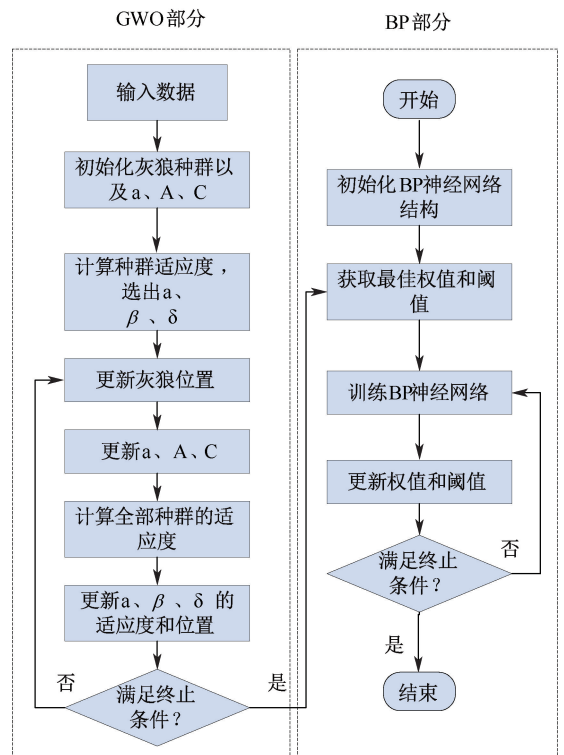 GWO部分
输入数据
初始化灰狼种群以
及a、A、C
计算种群适应度，
选出a、
β、δ
更新灰狼位置
更新a、A、C
计算全部种群的适
应度
更新a、β、δ 的
适应度和位置
满足终止
条件？
否
是
BP部分
开始
初始化BP神经网络
结构
获取最佳权值和阈
值
训练BP神经网络
更新权值和阈值
满足终止
条件？
否
是
结束